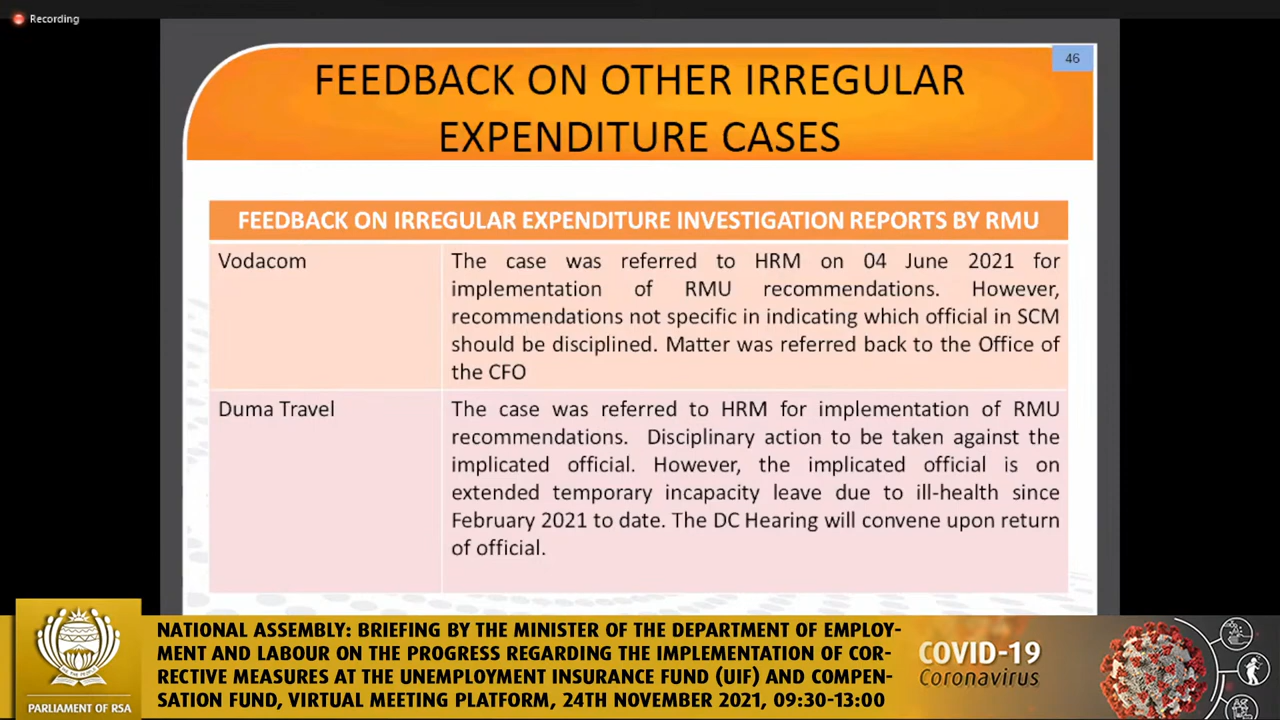 Recording
46
FEEDBACK ON OTHER IRREGULAR
EXPENDITURE CASES
FEEDBACK ON IRREGULAR EXPENDITURE INVESTIGATION REPORTS BY RMU
Vodacom
The case was referred to HRM on 04 June 2021 for
implementation of RMU recommendations. However,
recommendations not specific in indicating which official in SCM
should be disciplined. Matter was referred back to the Office of
the CFO
Duma Travel
The case was referred to HRM for implementation of RMU
recommendations. Disciplinary action to be taken against the
implicated official. However, the implicated official is on
extended temporary incapacity leave due to ill-health since
February 2021 to date. The DC Hearing will convene upon return
of official.
PARLIAMENT OF RSA
NATIONAL ASSEMBLY: BRIEFING BY THE MINISTER OF THE DEPARTMENT OF EMPLOY-
MENT AND LABOUR ON THE PROGRESS REGARDING THE IMPLEMENTATION OF COR-
RECTIVE MEASURES AT THE UNEMPLOYMENT INSURANCE FUND (UIF) AND COMPEN-
SATION FUND, VIRTUAL MEETING PLATFORM, 24TH NOVEMBER 2021, 09:30-13:00
COVID-19
Coronavirus